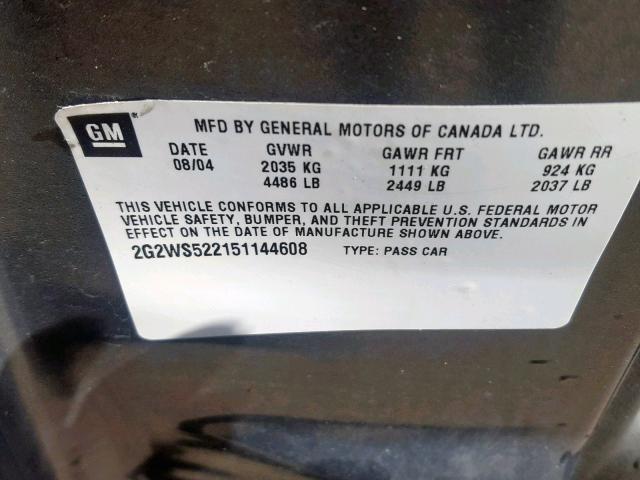 GM
MFD BY GENERAL MOTORS OF CANADA LTD.
DATE GVWR GAWR FRT GAWR RR
08/04 2035 KG 1111 KG 924 KG
4486 LB 2449 LB 2037 LB
THIS VEHICLE CONFORMS TO ALL APPLICABLE U.S. FEDERAL MOTOR
VEHICLE SAFETY, BUMPER, AND THEFT PREVENTION STANDARDS IN
EFFECT ON THE DATE OF MANUFACTURE SHOWN ABOVE.
2G2WS522151144608 TYPE: PASS CAR